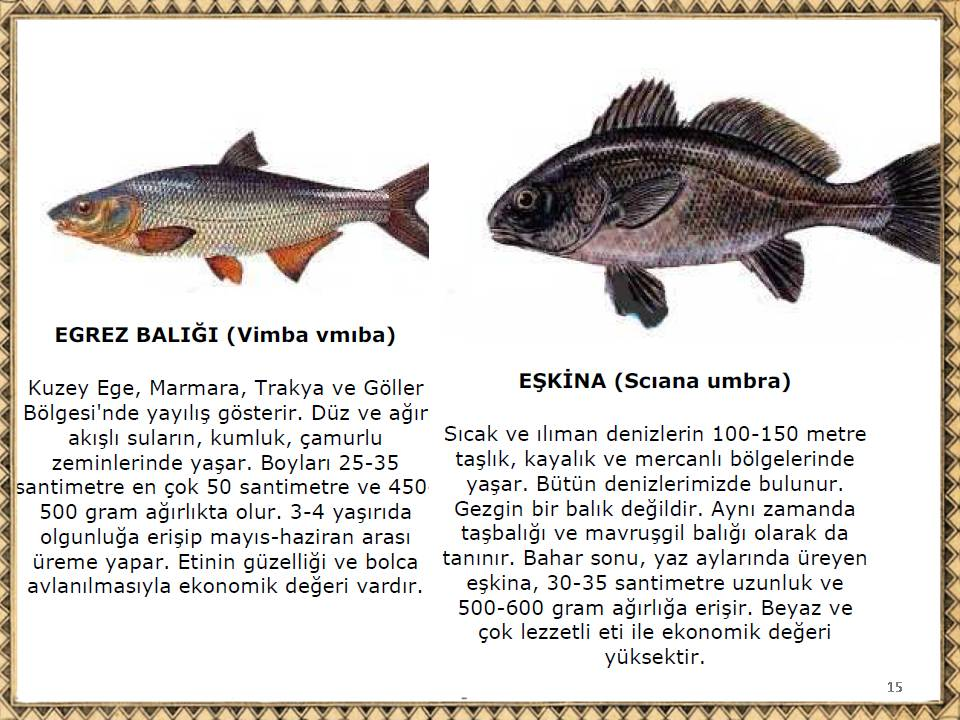 EGREZ BALIĞI (Vimba vmıba)
Kuzey Ege, Marmara, Trakya ve Göller
Bölgesi'nde yayılış gösterir. Düz ve ağır
akışlı suların, kumluk, çamurlu
zeminlerinde yaşar. Boyları 25-35
santimetre en çok 50 santimetre ve 450-
500 gram ağırlıkta olur. 3-4 yaşırıda
olgunluğa erişip mayıs-haziran arası
üreme yapar. Etinin güzelliği ve bolca
avlanılmasıyla ekonomik değeri vardır.
EŞKİNA (Scıana umbra)
Sıcak ve ılıman denizlerin 100-150 metre
taşlık, kayalık ve mercanlı bölgelerinde
yaşar. Bütün denizlerimizde bulunur.
Gezgin bir balık değildir. Aynı zamanda
taşbalığı ve mavruşgil balığı olarak da
tanınır. Bahar sonu, yaz aylarında üreyen
eşkina, 30-35 santimetre uzunluk ve
500-600 gram ağırlığa erişir. Beyaz ve
çok lezzetli eti ile ekonomik değeri
yüksektir.
15
-